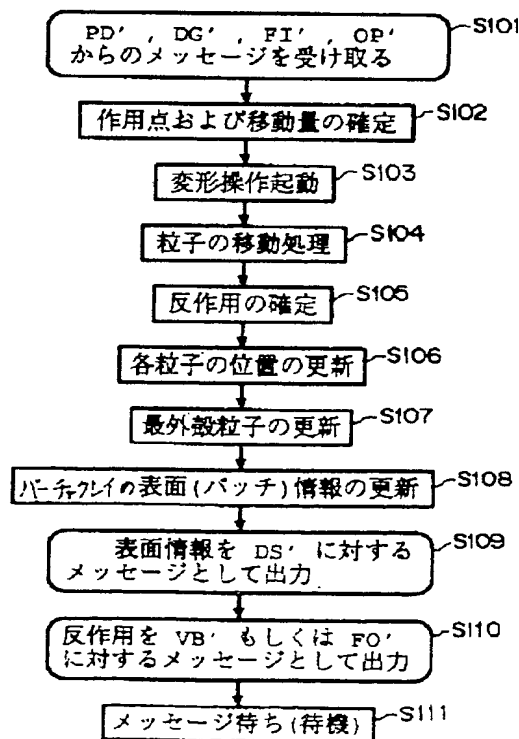 PD', DG', FI', OP'
からのメッセージを受け取る
S101
作用点および移動量の確定
S102
変形操作起動
S103
粒子の移動処理
S104
反作用の確定
S105
各粒子の位置の更新
S106
最外殻粒子の更新
S107
の表面(パッチ)情報の更新
S108
表面情報を DS' に対する
メッセージとして出力
S109
反作用を VB' もしくは FO'
に対するメッセージとして出力
S110
メッセージ待ち(待機)
S111